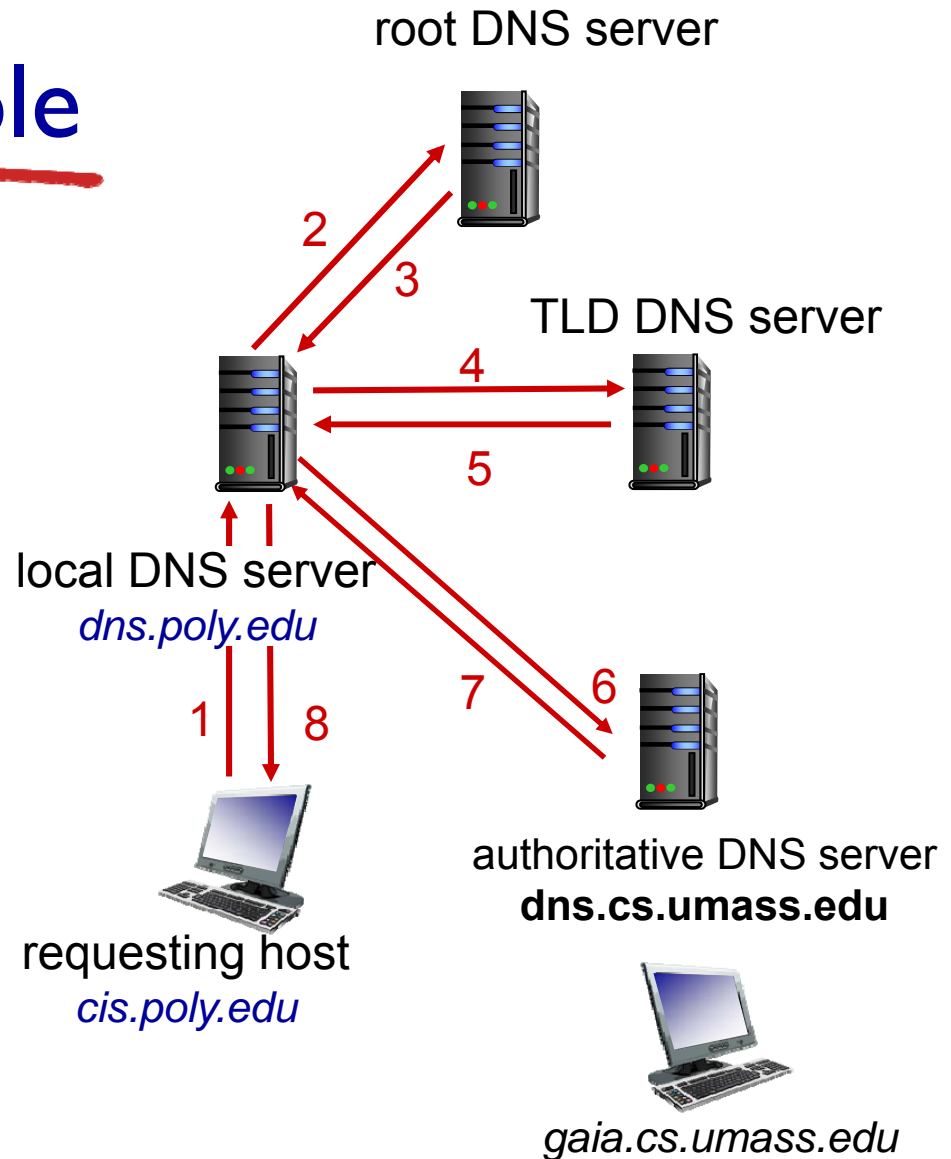 root DNS server
ple
2
3
TLD DNS server
4
5
local DNS server
dns.poly.edu
1
8
7
6
authoritative DNS server
dns.cs.umass.edu
requesting host
cis.poly.edu
gaia.cs.umass.edu